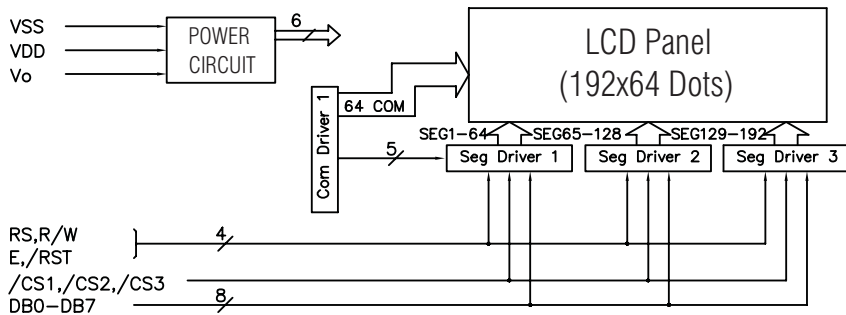 VSS
VDD
Vo
POWER
CIRCUIT
6
LCD Panel
(192x64 Dots)
Com Driver 1
64 COM
5
SEG1-64
SEG65-128
SEG129-192
Seg Driver 1
Seg Driver 2
Seg Driver 3
RS,R/W
E,/RST
4
/CS1,/CS2,/CS3
DB0-DB7
8